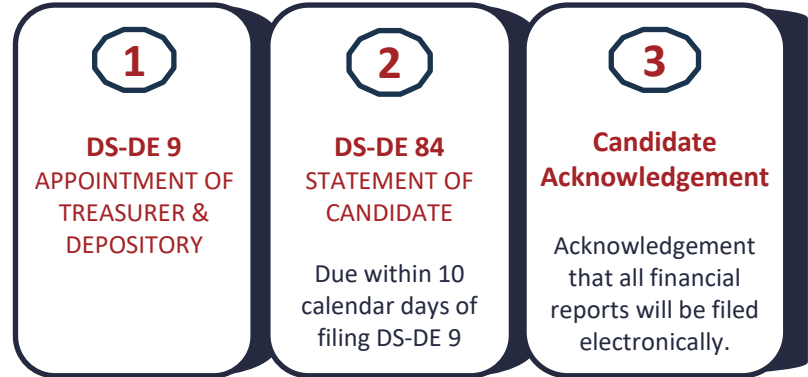 1
DS-DE 9
APPOINTMENT OF
TREASURER &
DEPOSITORY
2
DS-DE 84
STATEMENT OF
CANDIDATE
Due within 10
calendar days of
filing DS-DE 9
3
Candidate
Acknowledgement
Acknowledgement
that all financial
reports will be filed
electronically.